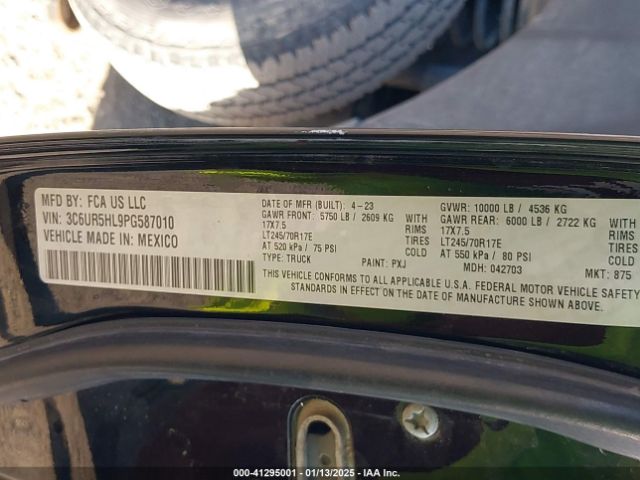 MFD BY: FCA US LLC
VIN: 3C6UR5HL9PG587010
VEHICLE MADE IN: MEXICO
DATE OF MFR (BUILT): 4-23
GAWR FRONT: 5750 LB / 2609 KG WITH
17X7.5 TIRES
LT245/70R17E COLD
AT 520 kPa / 75 PSI
TYPE: TRUCK PAINT: PXJ MDH: 042703 MKT: 875
GVWR: 10000 LB / 4536 KG
GAWR REAR: 6000 LB / 2722 KG WITH
17X7.5 TIRES
LT245/70R17E COLD
AT 550 kPa / 80 PSI
THIS VEHICLE CONFORMS TO ALL APPLICABLE U.S.A. FEDERAL MOTOR VEHICLE SAFETY
STANDARDS IN EFFECT ON THE DATE OF MANUFACTURE SHOWN ABOVE.
000-41295001 | 01/13/2025 | IAA Inc.